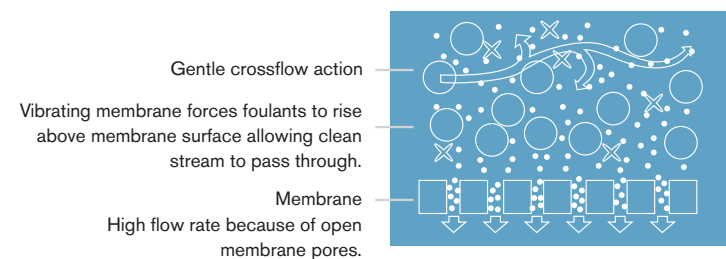 Gentle crossflow action
Vibrating membrane forces foulants to rise
above membrane surface allowing clean
stream to pass through.
Membrane
High flow rate because of open
membrane pores.